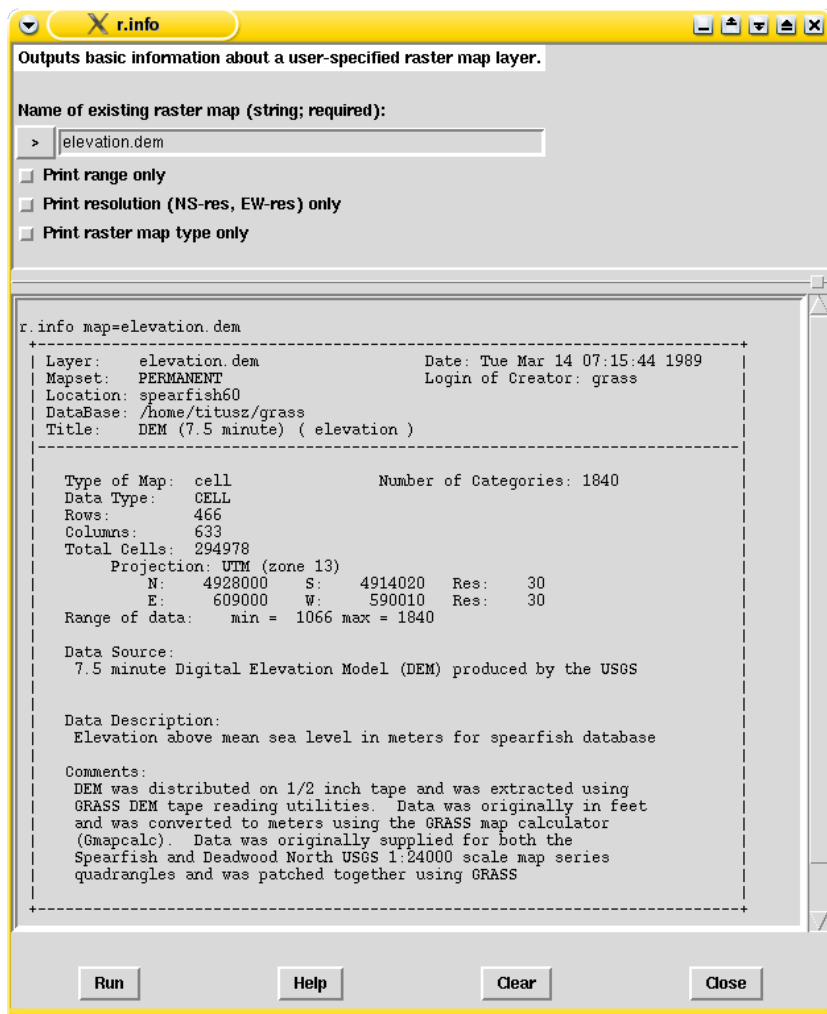 r.info
Outputs basic information about a user-specified raster map layer.
Name of existing raster map (string; required):
> elevation.dem
Print range only
Print resolution (NS-res, EW-res) only
Print raster map type only
r.info map=elevation.dem
+----------------------------------------------------------------------------+
| Layer:    elevation.dem                  Date: Tue Mar 14 07:15:44 1989    |
| Mapset:   PERMANENT                      Login of Creator: grass           |
| Location: spearfish60                                                      |
| DataBase: /home/titusz/grass                                               |
| Title:    DEM (7.5 minute) ( elevation )                                   |
|----------------------------------------------------------------------------|
|                                                                            |
|   Type of Map:  cell                Number of Categories: 1840             |
|   Data Type:    CELL                                                       |
|   Rows:         466                                                        |
|   Columns:      633                                                        |
|   Total Cells:  294978                                                     |
|        Projection: UTM (zone 13)                                           |
|            N:    4928000    S:    4914020   Res:    30                     |
|            E:     609000    W:     590010   Res:    30                     |
|   Range of data:    min =  1066 max = 1840                                 |
|                                                                            |
|   Data Source:                                                             |
|    7.5 minute Digital Elevation Model (DEM) produced by the USGS           |
|                                                                            |
|                                                                            |
|   Data Description:                                                        |
|    Elevation above mean sea level in meters for spearfish database         |
|                                                                            |
|   Comments:                                                                |
|    DEM was distributed on 1/2 inch tape and was extracted using            |
|    GRASS DEM tape reading utilities.  Data was originally in feet          |
|    and was converted to meters using the GRASS map calculator              |
|    (Gmapcalc).  Data was originally supplied for both the                  |
|    Spearfish and Deadwood North USGS 1:24000 scale map series              |
|    quadrangles and was patched together using GRASS                        |
|                                                                            |
+----------------------------------------------------------------------------+
Run Help Clear Close